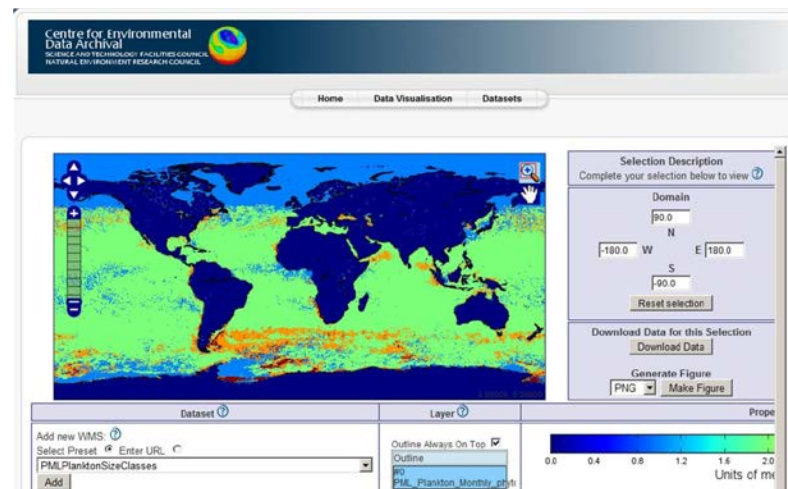 Centre for Environmental
Data Archival
SCIENCE AND TECHNOLOGY FACILITIES COUNCIL
NATURAL ENVIRONMENT RESEARCH COUNCIL
Home Data Visualisation Datasets
Selection Description
Complete your selection below to view ?
Domain
90.0
N
-180.0 W E 180.0
S
-90.0
Reset selection
Download Data for this Selection
Download Data
Generate Figure
PNG Make Figure
Dataset ? Layer ? Prope
Add new WMS: ?
Select Preset Enter URL
PMLPlanktonSizeClasses
Add
Outline Always On Top
Outline
PML_Plankton_Monthly_phyt
0.0 0.4 0.8 1.2 1.6 2.0
Units of me